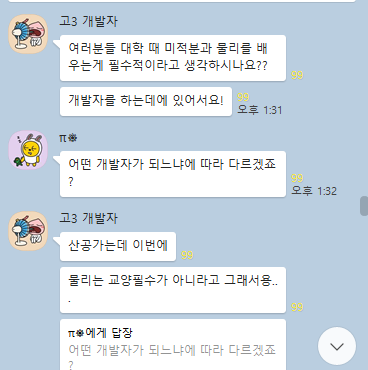 고3 개발자
여러분들 대학 때 미적분과 물리를 배
우는게 필수적이라고 생각하시나요??
99
개발자를 하는데에 있어서요!
99
오후 1:31
π⎈
어떤 개발자가 되느냐에 따라 다르겠죠
?
99
오후 1:32
고3 개발자
산공가는데 이번에
99
물리는 교양필수가 아니라고 그래서용..
.
99
π⎈에게 답장
어떤 개발자가 되느냐에 따라 다르겠죠
?